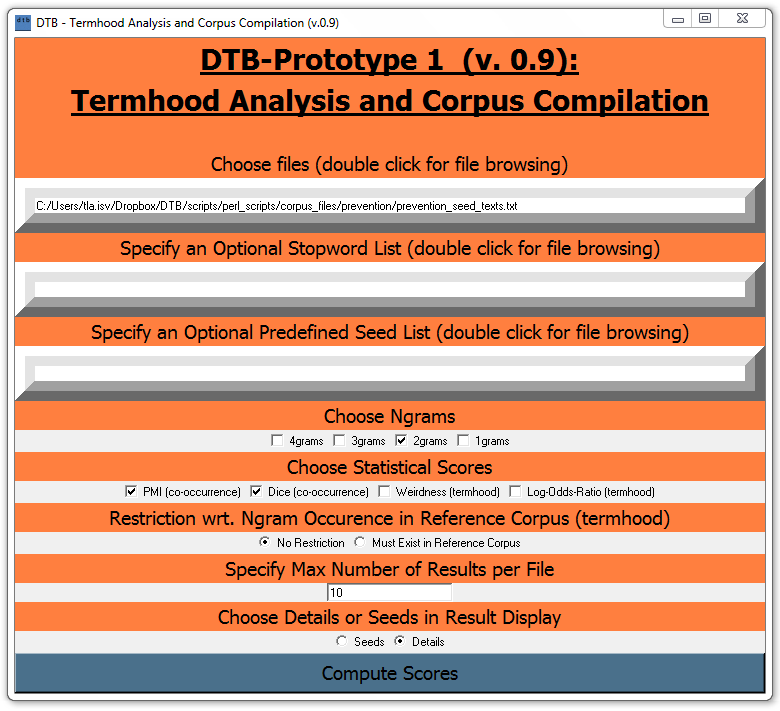 dtb
DTB - Termhood Analysis and Corpus Compilation (v.0.9)
DTB-Prototype 1 (v. 0.9):
Termhood Analysis and Corpus Compilation
Choose files (double click for file browsing)
C:/Users/tla.isv/Dropbox/DTB/scripts/perl_scripts/corpus_files/prevention/prevention_seed_texts.txt
Specify an Optional Stopword List (double click for file browsing)
Specify an Optional Predefined Seed List (double click for file browsing)
Choose Ngrams
4grams 3grams 2grams 1grams
Choose Statistical Scores
PMI (co-occurrence) Dice (co-occurrence) Weirdness (termhood) Log-Odds-Ratio (termhood)
Restriction wrt. Ngram Occurence in Reference Corpus (termhood)
No Restriction Must Exist in Reference Corpus
Specify Max Number of Results per File
10
Choose Details or Seeds in Result Display
Seeds Details
Compute Scores